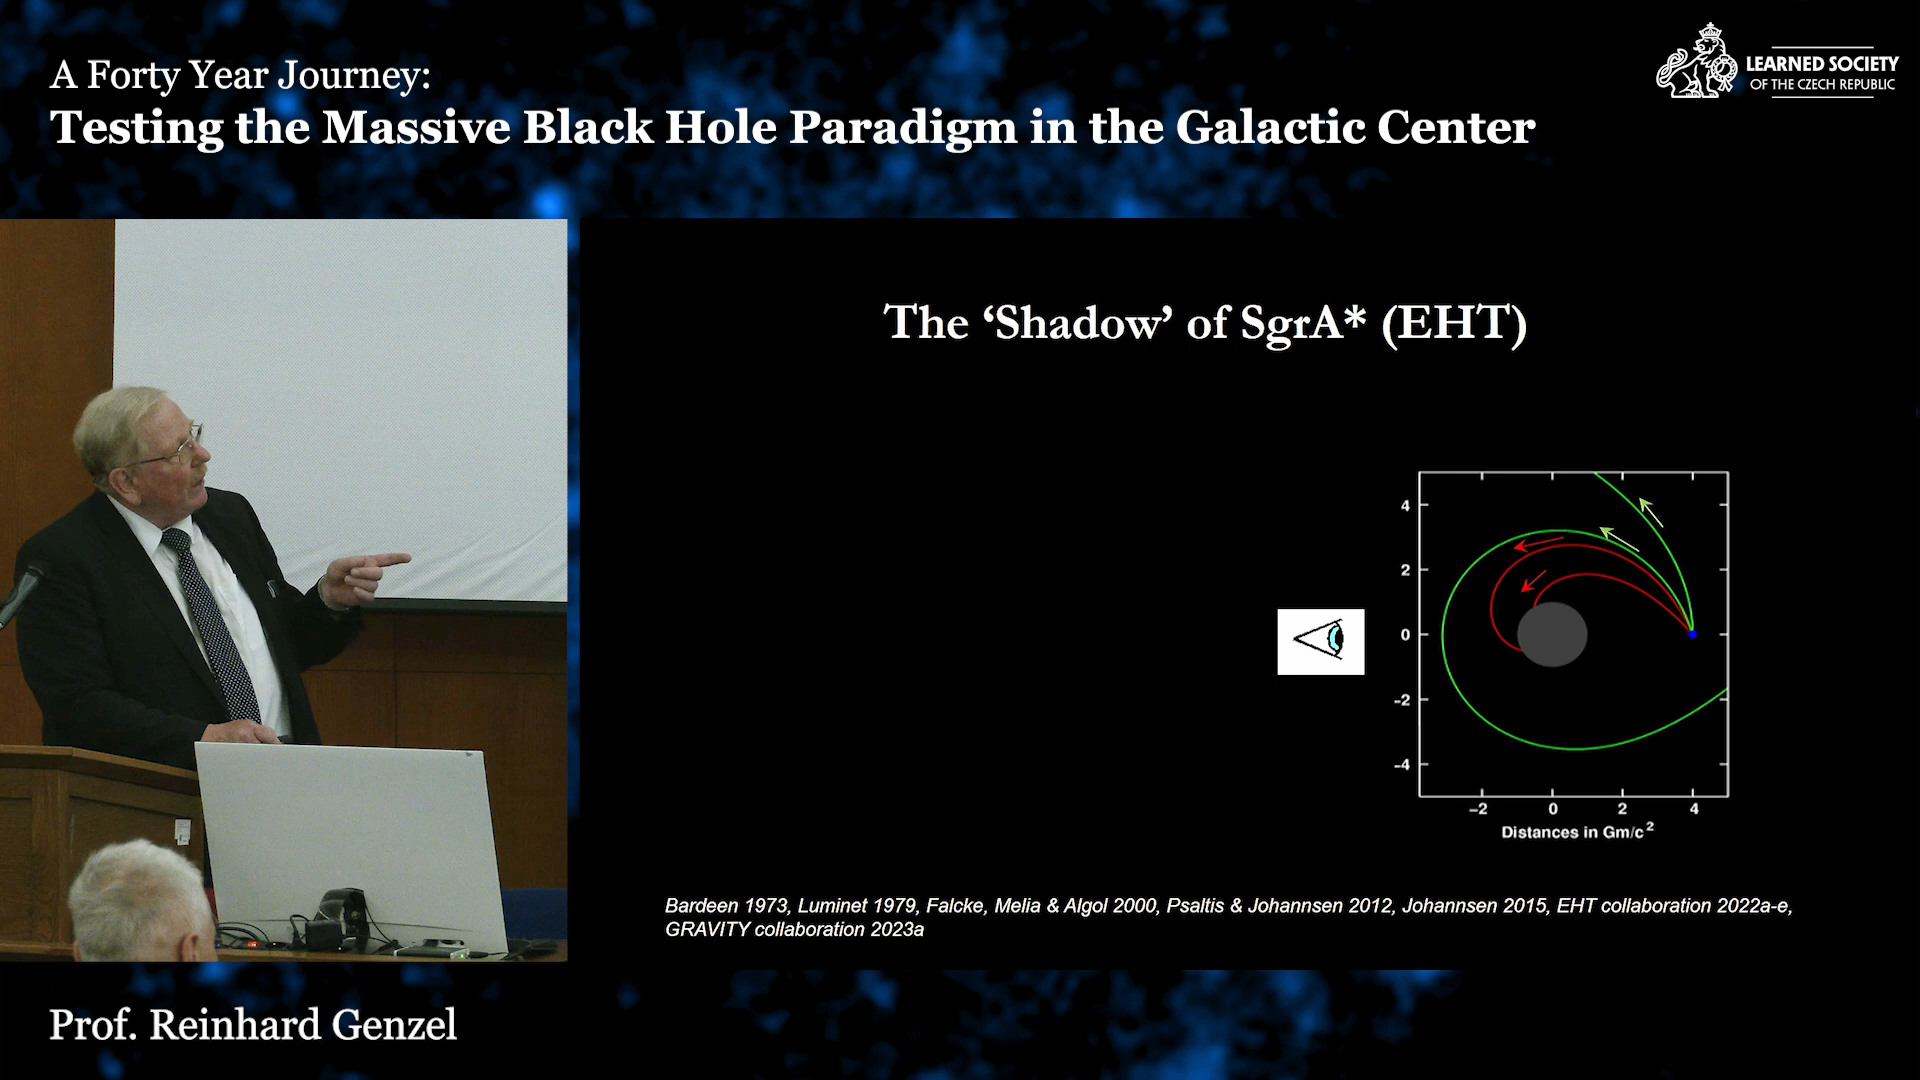 A Forty Year Journey:
Testing the Massive Black Hole Paradigm in the Galactic Center
LEARNED SOCIETY
OF THE CZECH REPUBLIC
The ‘Shadow’ of SgrA* (EHT)
4
2
0
-2
-4
-2 0 2 4
Distances in Gm/c²
Bardeen 1973, Luminet 1979, Falcke, Melia & Algol 2000, Psaltis & Johannsen 2012, Johannsen 2015, EHT collaboration 2022a-e,
GRAVITY collaboration 2023a
Prof. Reinhard Genzel